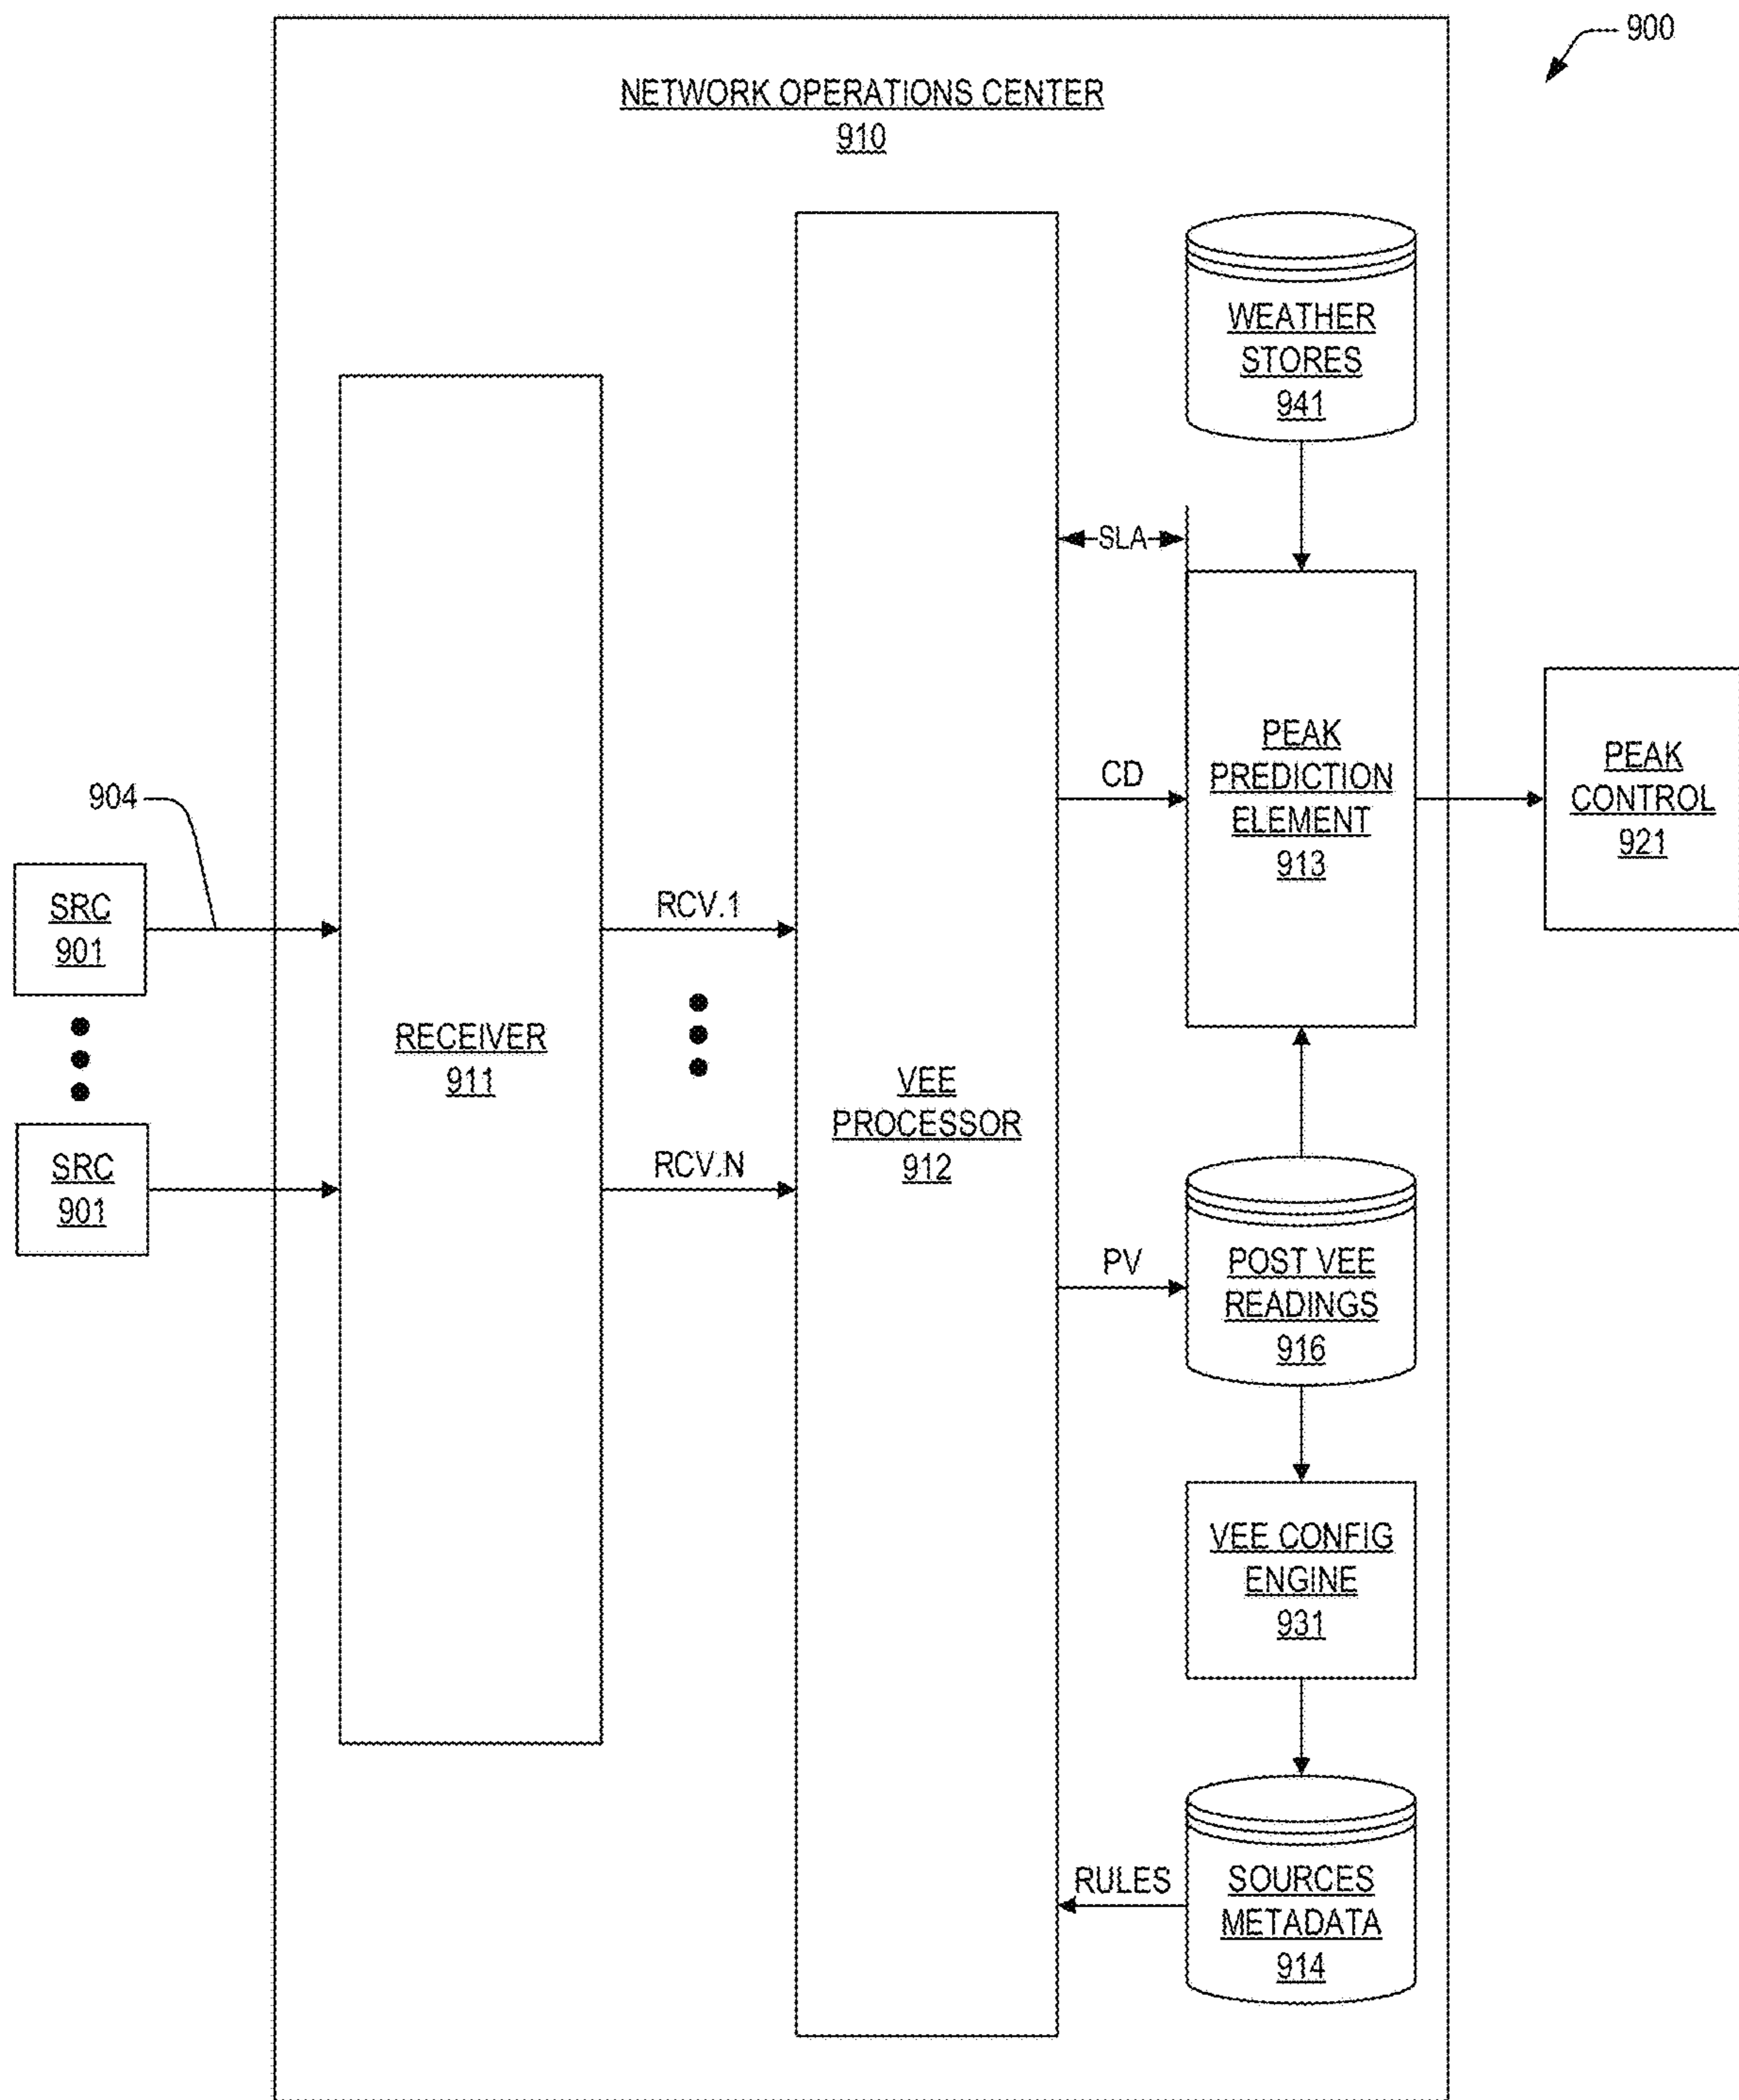 900
NETWORK OPERATIONS CENTER
910
WEATHER
STORES
941
SLA
PEAK
PREDICTION
ELEMENT
913
CD
PEAK
CONTROL
921
904
SRC
901
RCV.1
RECEIVER
911
VEE
PROCESSOR
912
SRC
901
RCV.N
PV
POST VEE
READINGS
916
VEE CONFIG
ENGINE
931
RULES
SOURCES
METADATA
914